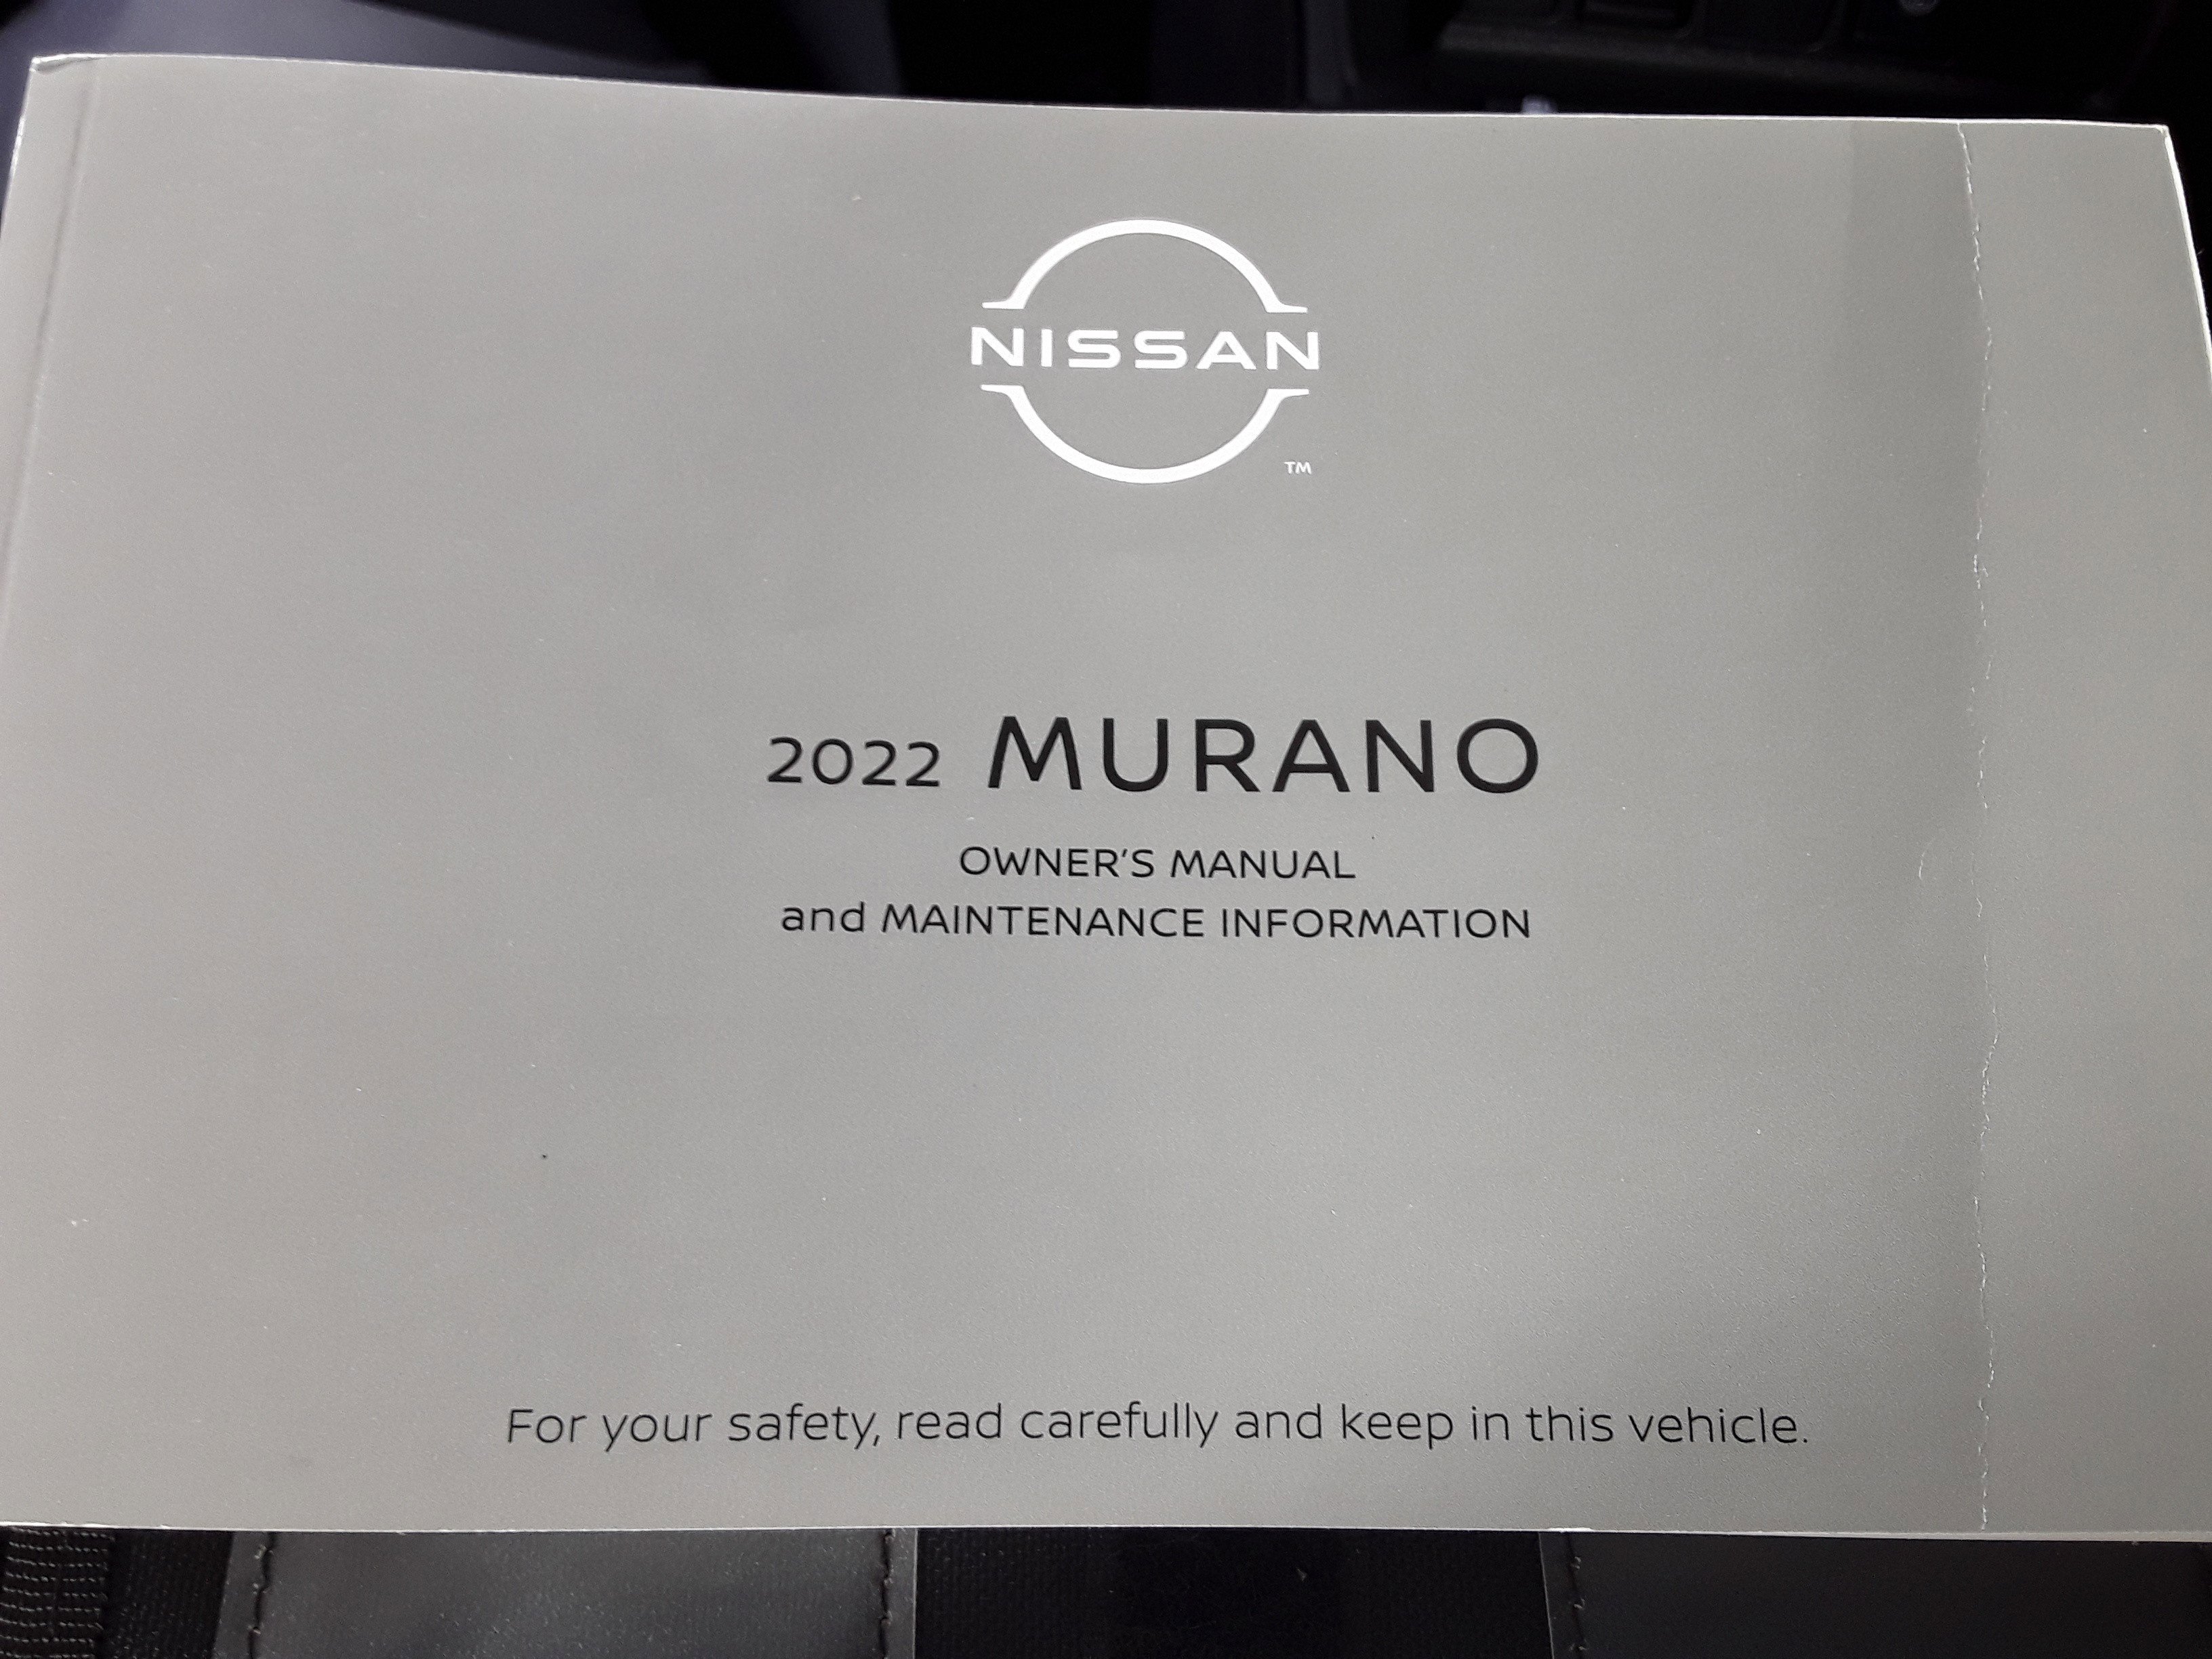 NISSAN
TM
2022 MURANO
OWNER'S MANUAL
and MAINTENANCE INFORMATION
For your safety, read carefully and keep in this vehicle.